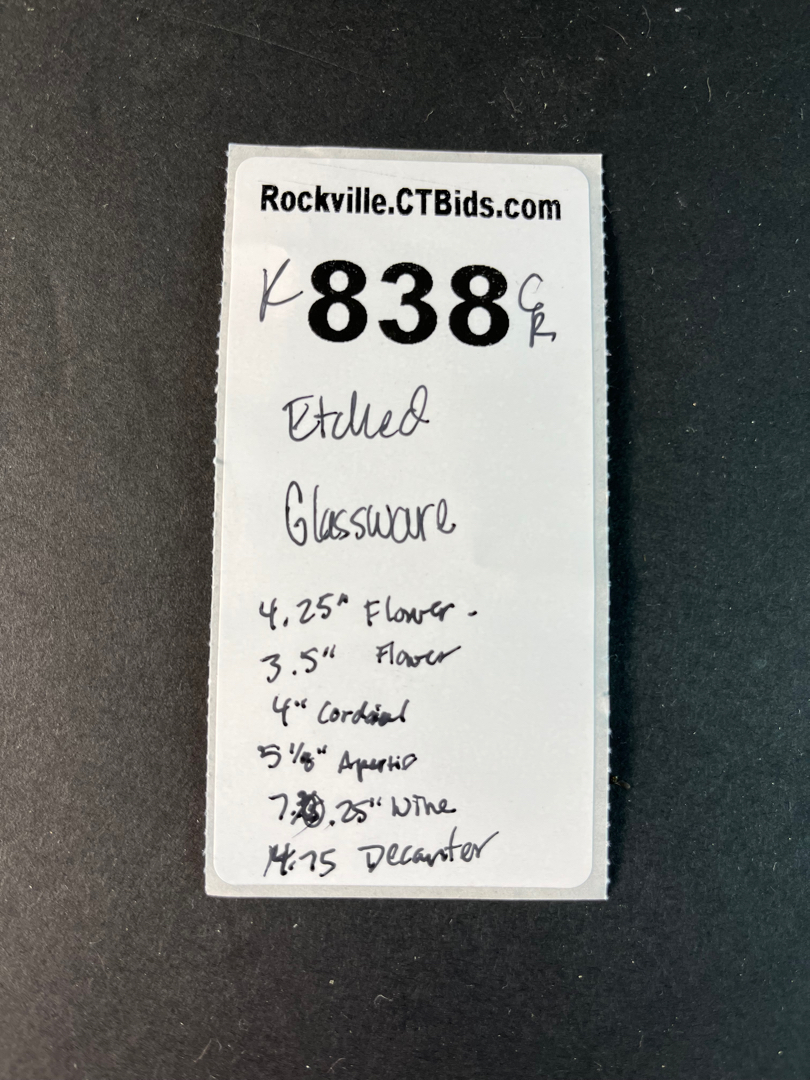 Rockville.CTBids.com
K 838 CR
Etched
Glassware
4.25" Flower -
3.5" Flower
4" Cordial
5 1/8" Apertid
7. .25" Wine
14.75 Decanter